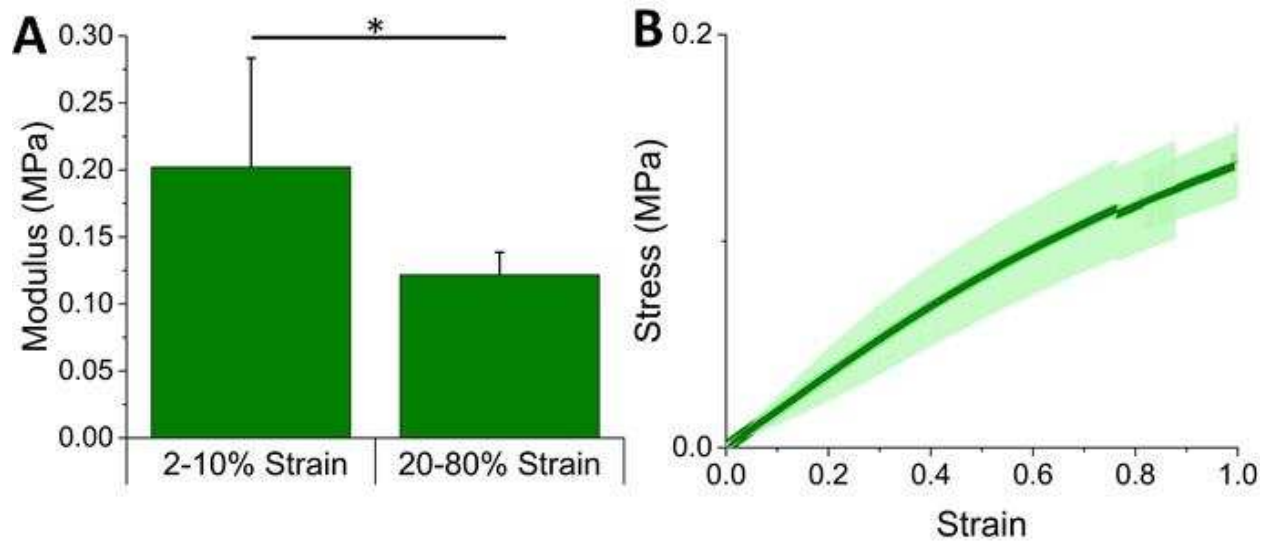 A
*
Modulus (MPa)
0.30
0.25
0.20
0.15
0.10
0.05
0.00
2-10% Strain
20-80% Strain
B
Stress (MPa)
0.2
0.0
0.0 0.2 0.4 0.6 0.8 1.0
Strain